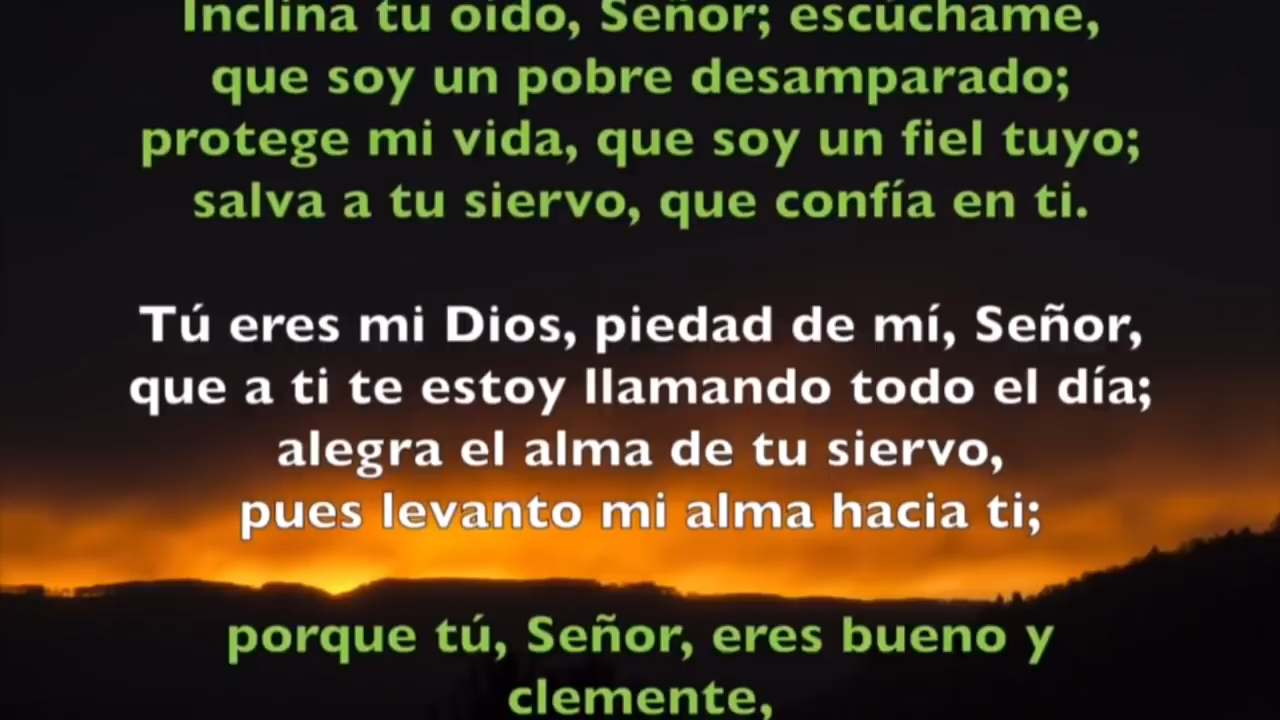 Inclina tu oído, Señor; escúchame,
que soy un pobre desamparado;
protege mi vida, que soy un fiel tuyo;
salva a tu siervo, que confía en ti.
Tú eres mi Dios, piedad de mí, Señor,
que a ti te estoy llamando todo el día;
alegra el alma de tu siervo,
pues levanto mi alma hacia ti;
porque tú, Señor, eres bueno y
clemente,